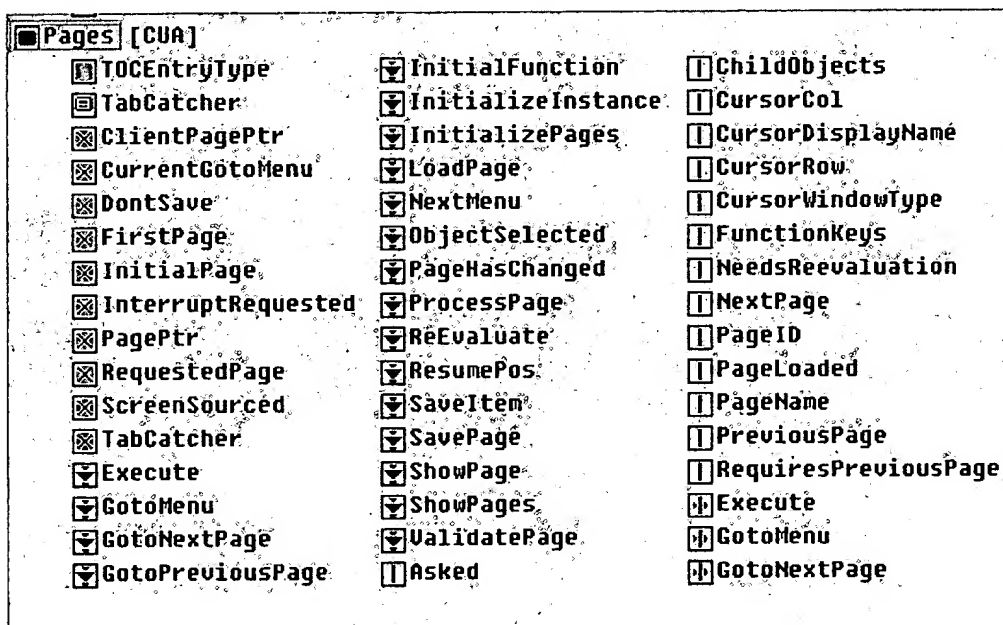 Pages [CUA]
TOCEntryType
TabCatcher
ClientPagePtr
CurrentGotoMenu
DontSave
FirstPage
InitialPage
InterruptRequested
PagePtr
RequestedPage
ScreenSourced
TabCatcher
Execute
GotoMenu
GotoNextPage
GotoPreviousPage
InitialFunction
InitializeInstance
InitializePages
LoadPage
NextMenu
ObjectSelected
PageHasChanged
ProcessPage
ReEvaluate
ResumePos
SaveItem
SavePage
ShowPage
ShowPages
ValidatePage
Asked
ChildObjects
CursorCol
CursorDisplayName
CursorRow
CursorWindowType
FunctionKeys
NeedsReevaluation
NextPage
PageID
PageLoaded
PageName
PreviousPage
RequiresPreviousPage
Execute
GotoMenu
GotoNextPage